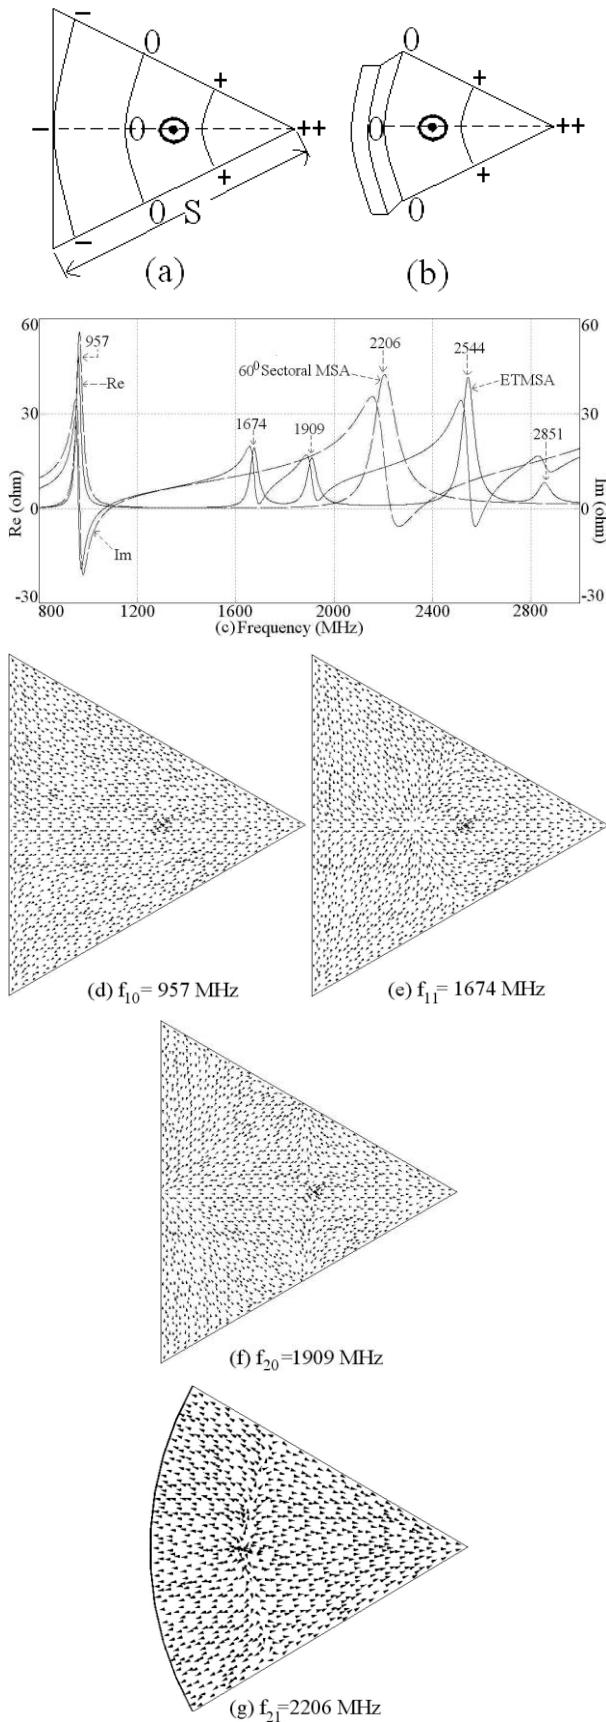 − 0 +
− 0 ++
− 0 +
S
(a)
0 +
0 ++
0 +
(b)
60 30 0 -30
Re (ohm)
957
Re
Im
1674
1909
60⁰ Sectoral MSA
2206
2544
ETMSA
2851
60 30 0 -30
Im (ohm)
800 1200 1600 2000 2400 2800
(c) Frequency (MHz)
(d) f₁₀= 957 MHz
(e) f₁₁= 1674 MHz
(f) f₂₀=1909 MHz
(g) f₂₁=2206 MHz